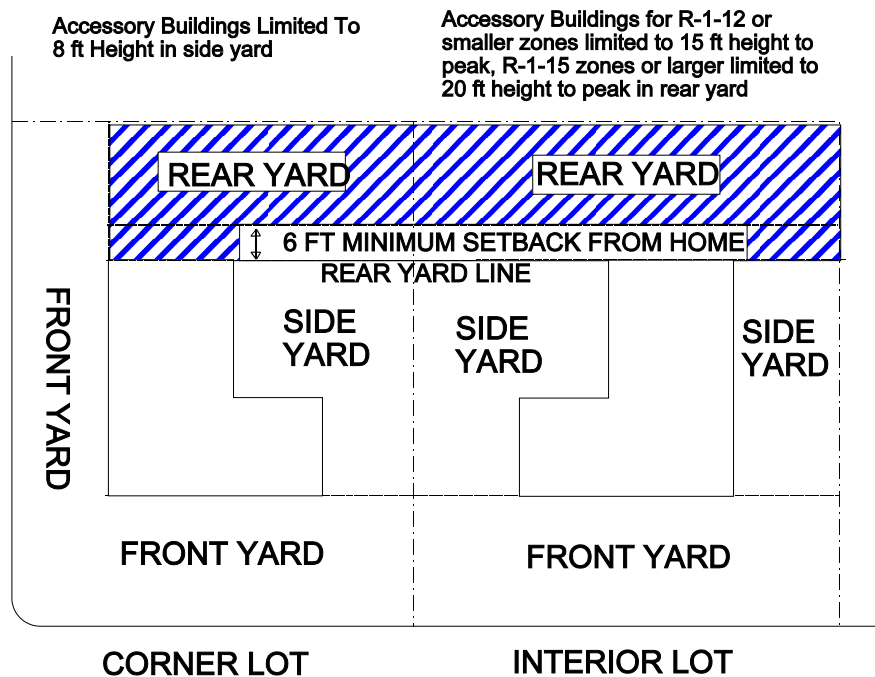 Accessory Buildings Limited To
8 ft Height in side yard
Accessory Buildings for R-1-12 or
smaller zones limited to 15 ft height to
peak, R-1-15 zones or larger limited to
20 ft height to peak in rear yard
REAR YARD
REAR YARD
6 FT MINIMUM SETBACK FROM HOME
REAR YARD LINE
FRONT YARD
SIDE
YARD
SIDE
YARD
SIDE
YARD
FRONT YARD
FRONT YARD
CORNER LOT
INTERIOR LOT